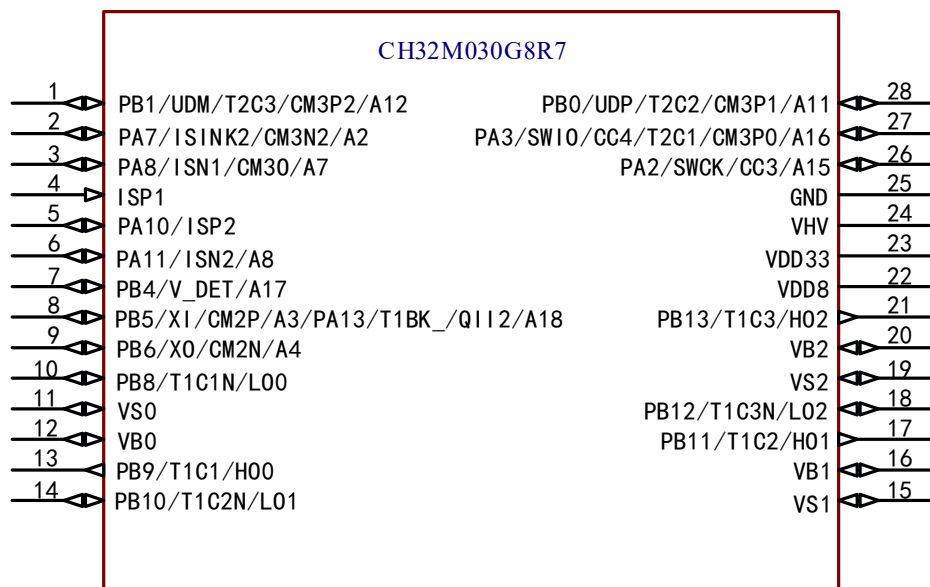 CH32M030G8R7
1 PB1/UDM/T2C3/CM3P2/A12
2 PA7/ISINK2/CM3N2/A2
3 PA8/ISN1/CM3O/A7
4 ISP1
5 PA10/ISP2
6 PA11/ISN2/A8
7 PB4/V_DET/A17
8 PB5/XI/CM2P/A3/PA13/T1BK_/QII2/A18
9 PB6/XO/CM2N/A4
10 PB8/T1C1N/LO0
11 VS0
12 VB0
13 PB9/T1C1/HO0
14 PB10/T1C2N/LO1
PB0/UDP/T2C2/CM3P1/A11 28
PA3/SWIO/CC4/T2C1/CM3P0/A16 27
PA2/SWCK/CC3/A15 26
GND 25
VHV 24
VDD33 23
VDD8 22
PB13/T1C3/HO2 21
VB2 20
VS2 19
PB12/T1C3N/LO2 18
PB11/T1C2/HO1 17
VB1 16
VS1 15